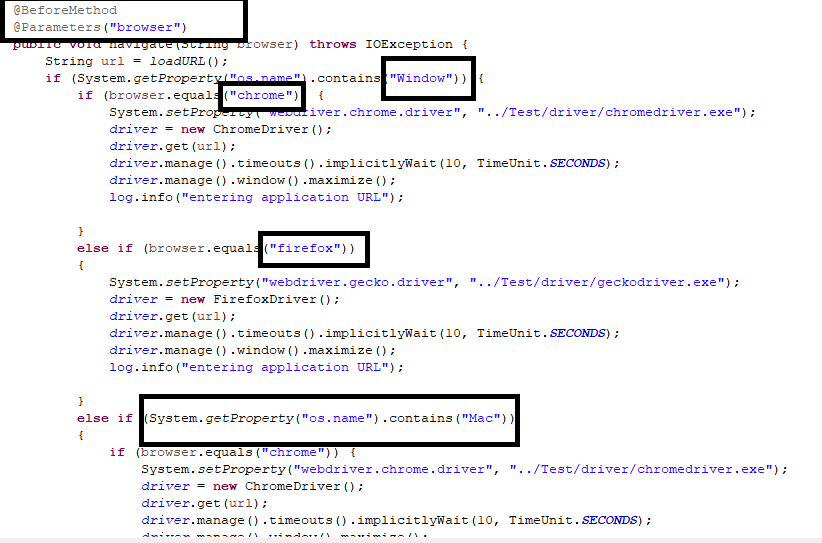 @BeforeMethod
@Parameters("browser")
public void navigate(String browser) throws IOException {
String url = loadURL();
if (System.getProperty("os.name").contains("Window")) {
if (browser.equals("chrome") {
System.setProperty("webdriver.chrome.driver", "../Test/driver/chromedriver.exe");
driver = new ChromeDriver();
driver.get(url);
driver.manage().timeouts().implicitlyWait(10, TimeUnit.SECONDS);
driver.manage().window().maximize();
log.info("entering application URL");
}
else if (browser.equals("firefox"))
{
System.setProperty("webdriver.gecko.driver", "../Test/driver/geckodriver.exe");
driver = new FirefoxDriver();
driver.get(url);
driver.manage().timeouts().implicitlyWait(10, TimeUnit.SECONDS);
driver.manage().window().maximize();
log.info("entering application URL");
}
else if (System.getProperty("os.name").contains("Mac"))
{
if (browser.equals("chrome")) {
System.setProperty("webdriver.chrome.driver", "../Test/driver/chromedriver.exe");
driver = new ChromeDriver();
driver.get(url);
driver.manage().timeouts().implicitlyWait(10, TimeUnit.SECONDS);
driver.manage().window().maximize();